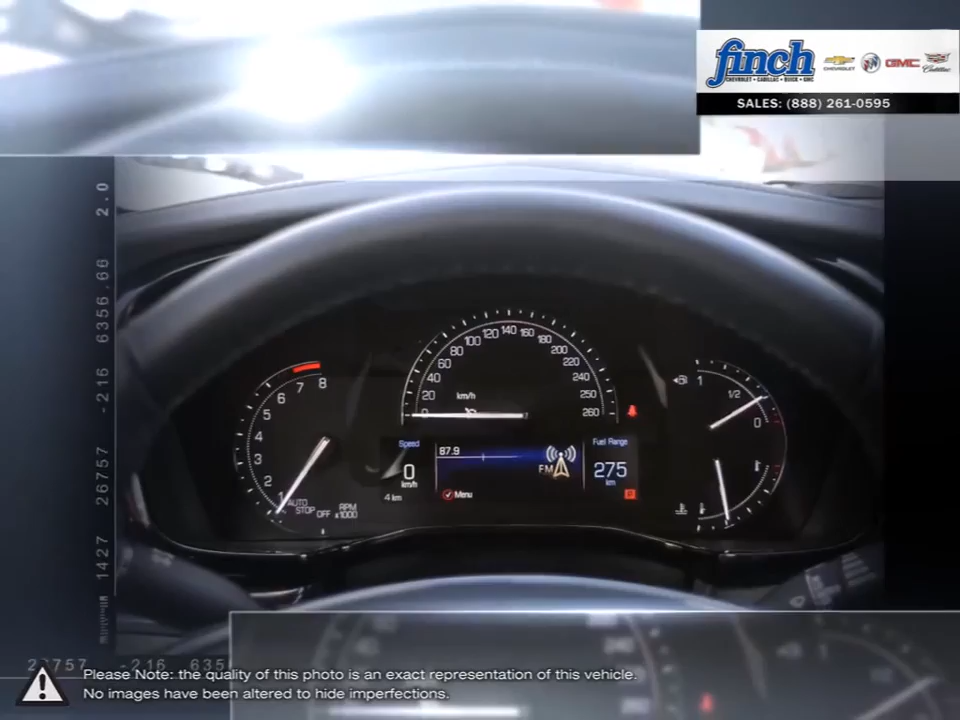 finch
CHEVROLET • CADILLAC • BUICK • GMC
CHEVROLET
GMC
Cadillac
SALES: (888) 261-0595
2.0
6356.66
-216
26757
1427
0 20 40 60 80 100 120 140 160 180 200 220 240 250 260
km/h
1 2 3 4 5 6 7 8
AUTO
STOP
OFF
RPM
x1000
Speed
0
km/h
4 km
87.9
FM
Menu
Fuel Range
275
km
P
1
1/2
0
-216 635
Please Note: the quality of this photo is an exact representation of this vehicle.
No images have been altered to hide imperfections.